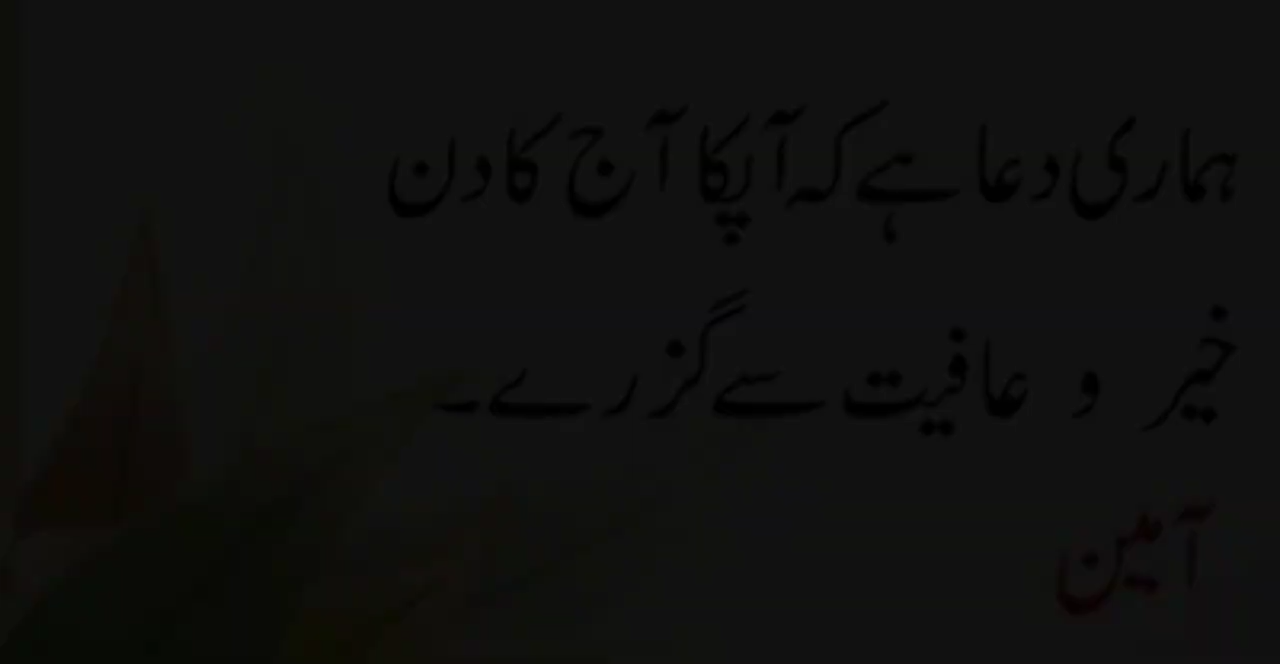 ہماری دعا ہے کہ آپکا آج کا دن
خیر و عافیت سے گزرے۔
آمین